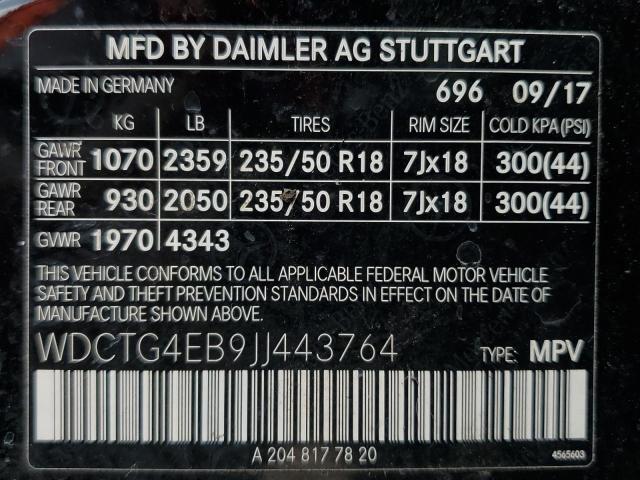 MFD BY DAIMLER AG STUTTGART
MADE IN GERMANY 696 09/17
KG LB TIRES RIM SIZE COLD KPA(PSI)
GAWR FRONT 1070 2359 235/50 R18 7Jx18 300(44)
GAWR REAR 930 2050 235/50 R18 7Jx18 300(44)
GVWR 1970 4343
THIS VEHICLE CONFORMS TO ALL APPLICABLE FEDERAL MOTOR VEHICLE
SAFETY AND THEFT PREVENTION STANDARDS IN EFFECT ON THE DATE
OF MANUFACTURE SHOWN ABOVE.
WDCTG4EB9JJ443764 TYPE: MPV
A 204 817 78 20 4565603